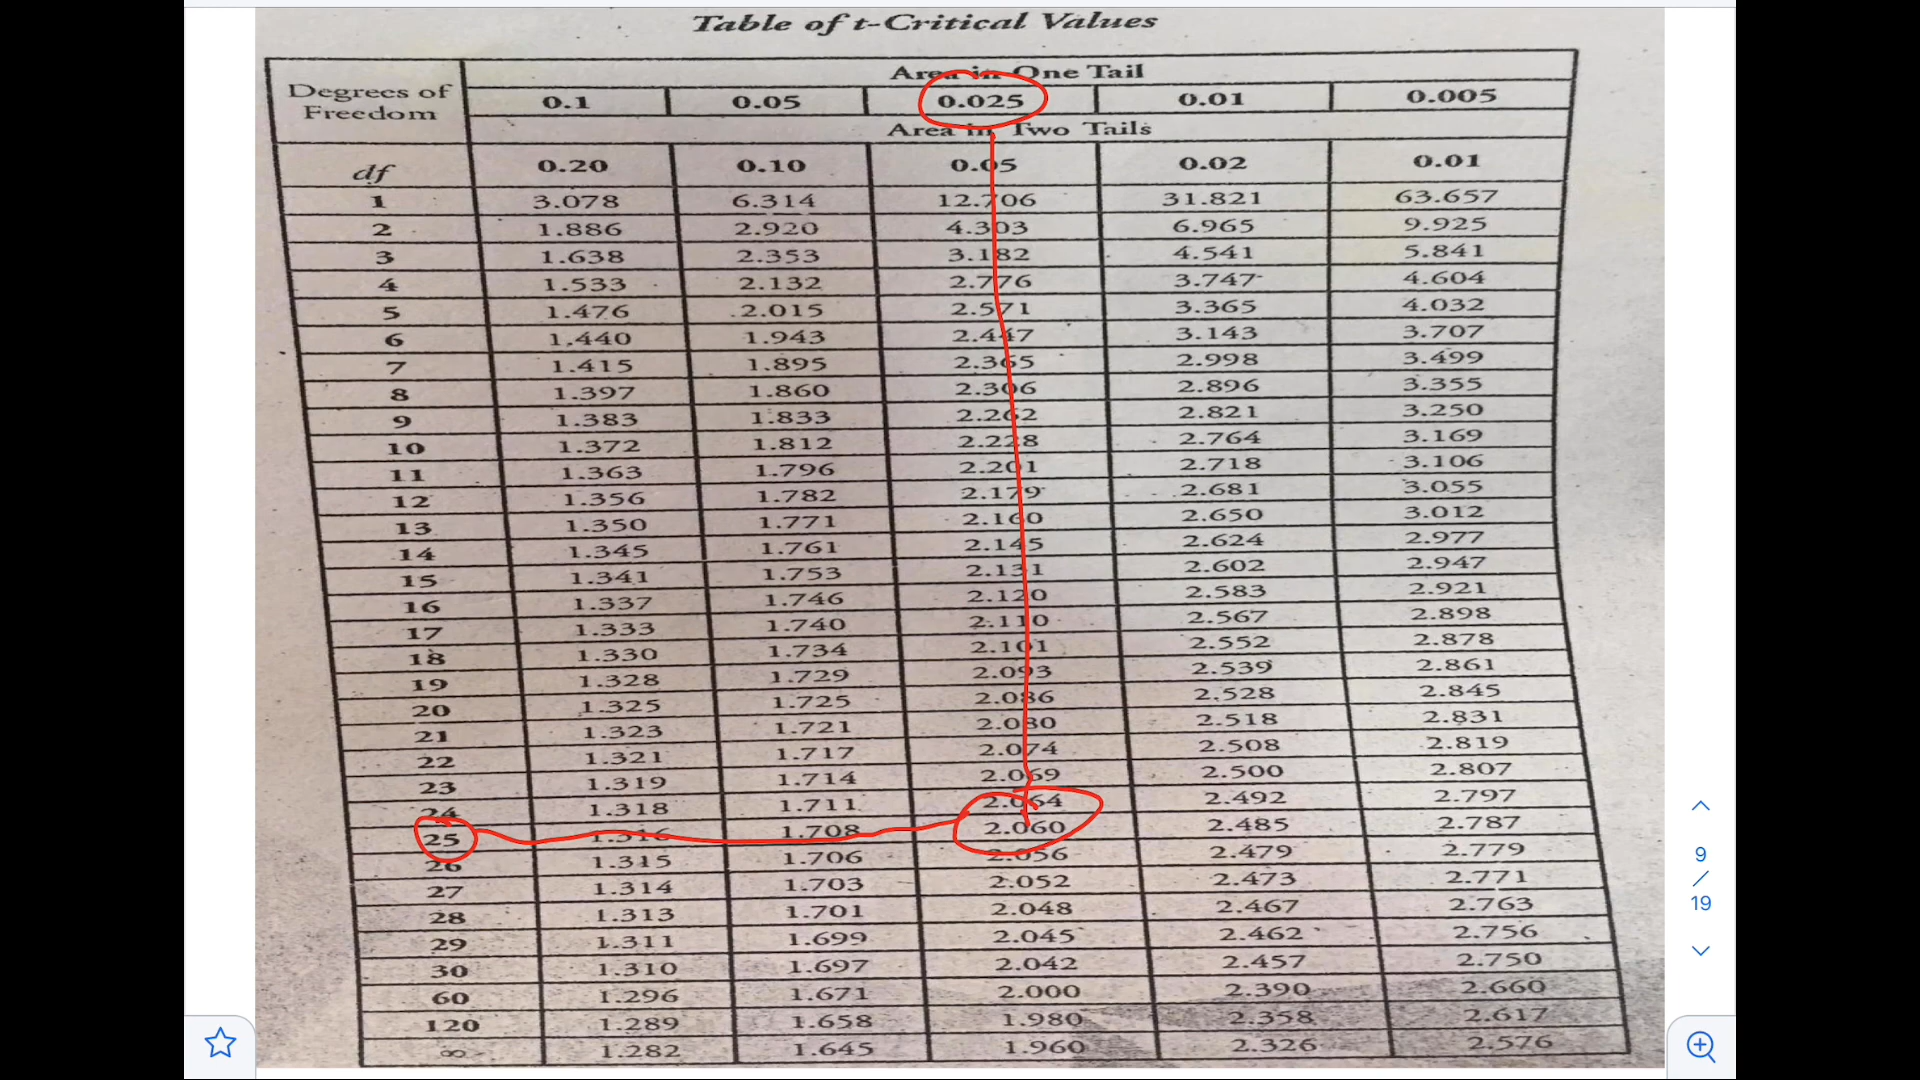 Table of t-Critical Values
Degrees of Freedom
Area in One Tail
0.1 0.05 0.025 0.01 0.005
Area in Two Tails
df 0.20 0.10 0.05 0.02 0.01
1 3.078 6.314 12.706 31.821 63.657
2 1.886 2.920 4.303 6.965 9.925
3 1.638 2.353 3.182 4.541 5.841
4 1.533 2.132 2.776 3.747 4.604
5 1.476 2.015 2.571 3.365 4.032
6 1.440 1.943 2.447 3.143 3.707
7 1.415 1.895 2.365 2.998 3.499
8 1.397 1.860 2.306 2.896 3.355
9 1.383 1.833 2.262 2.821 3.250
10 1.372 1.812 2.228 2.764 3.169
11 1.363 1.796 2.201 2.718 3.106
12 1.356 1.782 2.179 2.681 3.055
13 1.350 1.771 2.160 2.650 3.012
14 1.345 1.761 2.145 2.624 2.977
15 1.341 1.753 2.131 2.602 2.947
16 1.337 1.746 2.120 2.583 2.921
17 1.333 1.740 2.110 2.567 2.898
18 1.330 1.734 2.101 2.552 2.878
19 1.328 1.729 2.093 2.539 2.861
20 1.325 1.725 2.086 2.528 2.845
21 1.323 1.721 2.080 2.518 2.831
22 1.321 1.717 2.074 2.508 2.819
23 1.319 1.714 2.069 2.500 2.807
24 1.318 1.711 2.064 2.492 2.797
25 1.316 1.708 2.060 2.485 2.787
26 1.315 1.706 2.056 2.479 2.779
27 1.314 1.703 2.052 2.473 2.771
28 1.313 1.701 2.048 2.467 2.763
29 1.311 1.699 2.045 2.462 2.756
30 1.310 1.697 2.042 2.457 2.750
60 1.296 1.671 2.000 2.390 2.660
120 1.289 1.658 1.980 2.358 2.617
∞ 1.282 1.645 1.960 2.326 2.576
9
/
19